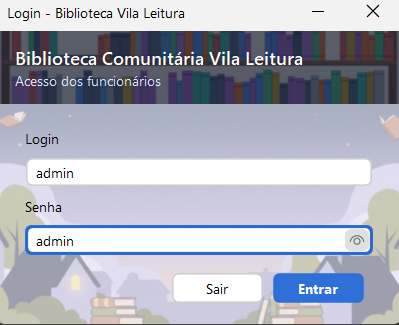 Login - Biblioteca Vila Leitura
Biblioteca Comunitária Vila Leitura
Acesso dos funcionários
Login
admin
Senha
admin
Sair
Entrar